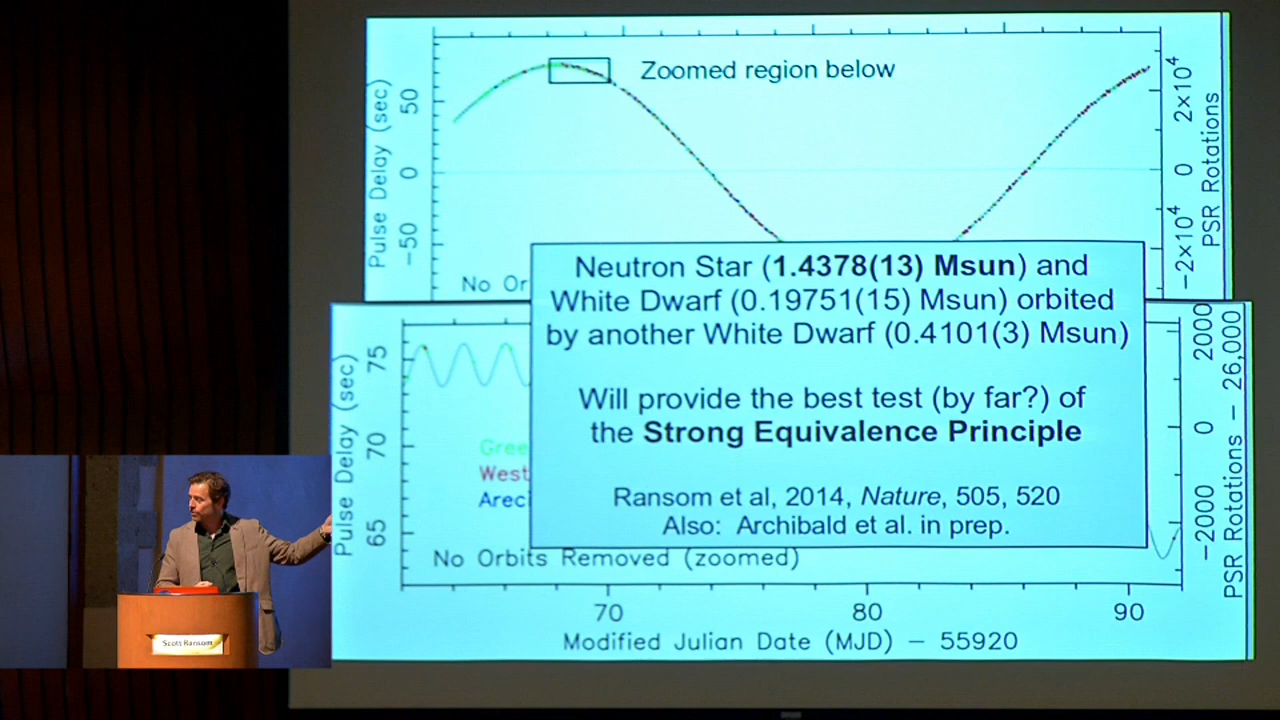 Zoomed region below
Pulse Delay (sec)
50
0
−50
2×10⁴
0
−2×10⁴
PSR Rotations
No Or
Neutron Star (1.4378(13) Msun) and
White Dwarf (0.19751(15) Msun) orbited
by another White Dwarf (0.4101(3) Msun)
Will provide the best test (by far?) of
the Strong Equivalence Principle
Ransom et al, 2014, Nature, 505, 520
Also: Archibald et al. in prep.
Pulse Delay (sec)
75
70
65
Gree
West
Areci
2000
0
−2000
PSR Rotations − 26,000
No Orbits Removed (zoomed)
70 80 90
Modified Julian Date (MJD) − 55920
Scott Ransom